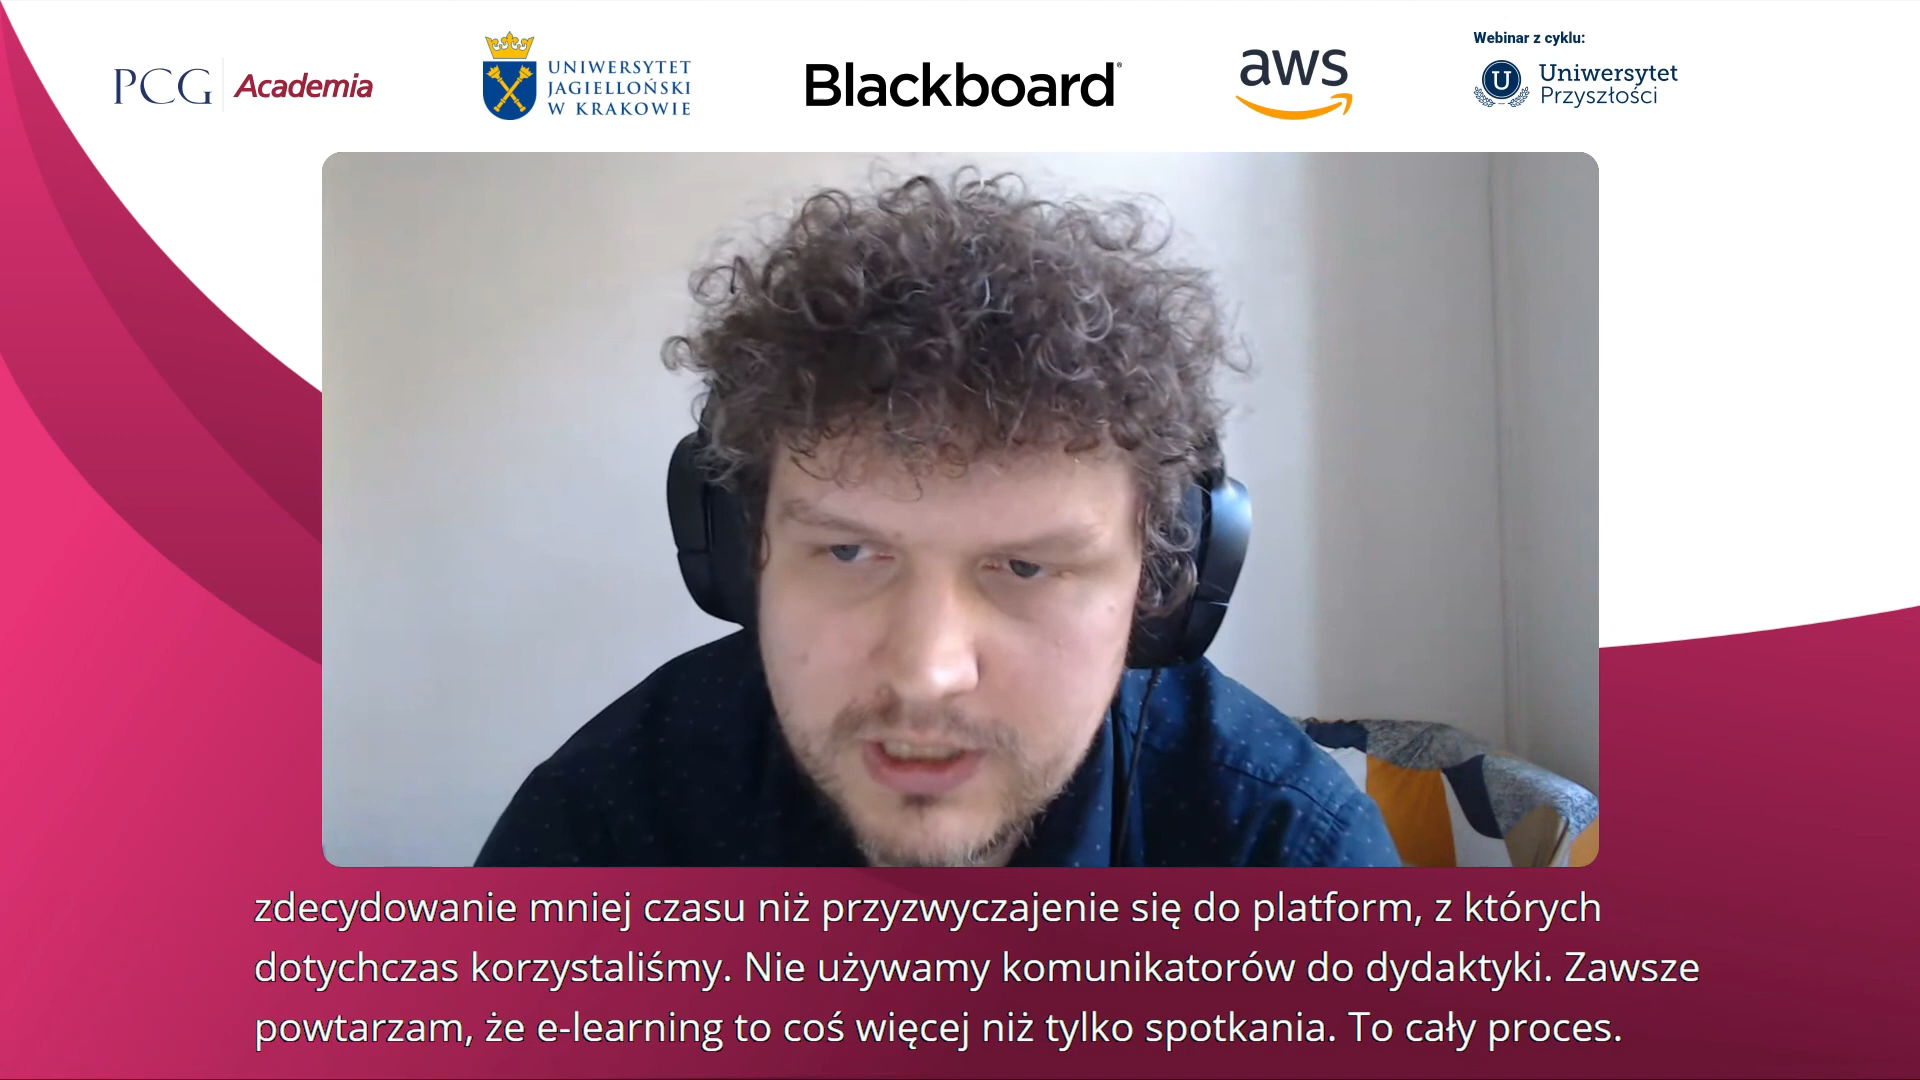 Webinar z cyklu:
PCG Academia
UNIWERSYTET
JAGIELLOŃSKI
W KRAKOWIE
Blackboard®
aws
U
Uniwersytet
Przyszłości
zdecydowanie mniej czasu niż przyzwyczajenie się do platform, z których
dotychczas korzystaliśmy. Nie używamy komunikatorów do dydaktyki. Zawsze
powtarzam, że e-learning to coś więcej niż tylko spotkania. To cały proces.